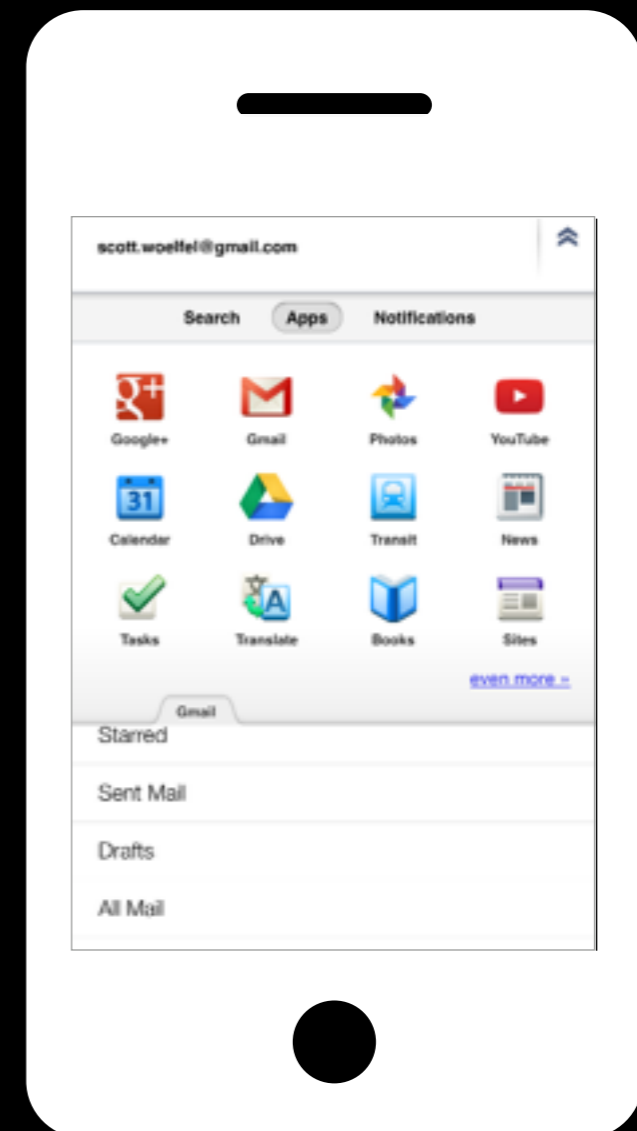 scott.woelfel@gmail.com
Search Apps Notifications
g+
31
A
Google+ Gmail Photos YouTube
Calendar Drive Transit News
Tasks Translate Books Sites
even more »
Gmail
Starred
Sent Mail
Drafts
All Mail